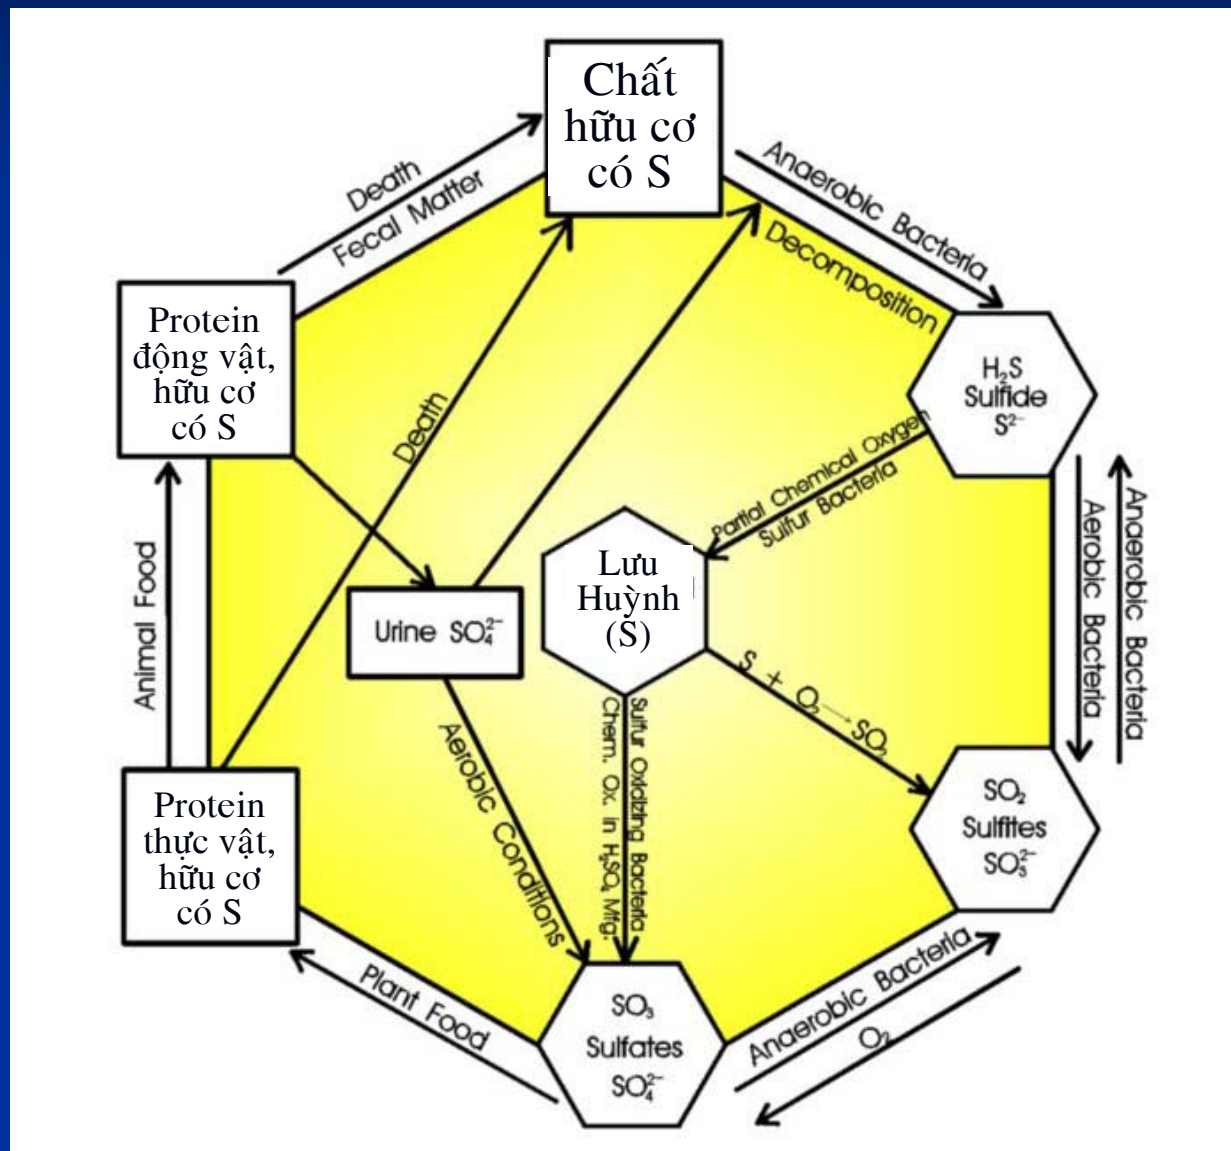 Chất
hữu cơ
có S
Death
Fecal Matter
Anaerobic Bacteria
Decomposition
Protein
động vật,
hữu cơ
có S
H₂S
Sulfide
S²⁻
Death
Partial Chemical Oxygen
Sulfur Bacteria
Animal Food
Aerobic Bacteria
Anaerobic Bacteria
Urine SO₄²⁻
Lưu
Huỳnh
(S)
S + O₂ → SO₂
Sulfur Oxidizing Bacteria
Chem. Ox. in H₂SO₄ Mfg.
Aerobic Conditions
Protein
thực vật,
hữu cơ
có S
SO₂
Sulfites
SO₃²⁻
Plant Food
SO₃
Sulfates
SO₄²⁻
Anaerobic Bacteria
O₂